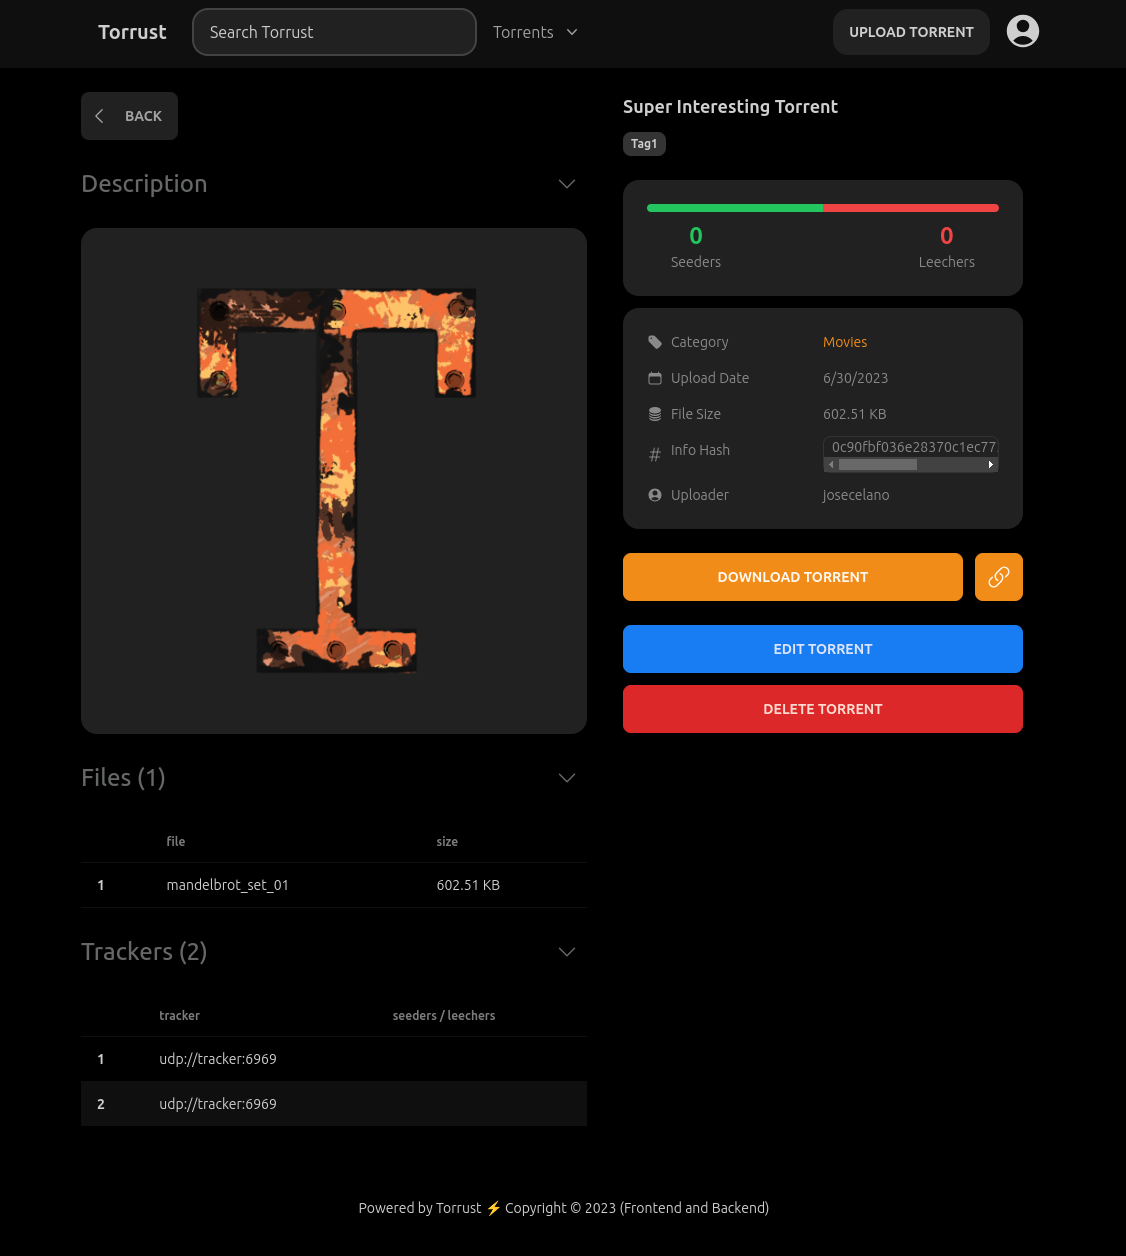 Torrust
Search Torrust
Torrents
UPLOAD TORRENT
BACK
Description
T
Files (1)
file size
1 mandelbrot_set_01 602.51 KB
Trackers (2)
tracker seeders / leechers
1 udp://tracker:6969
2 udp://tracker:6969
Super Interesting Torrent
Tag1
0 0
Seeders Leechers
Category Movies
Upload Date 6/30/2023
File Size 602.51 KB
Info Hash 0c90fbf036e28370c1ec77
Uploader josecelano
DOWNLOAD TORRENT
EDIT TORRENT
DELETE TORRENT
Powered by Torrust ⚡ Copyright © 2023 (Frontend and Backend)